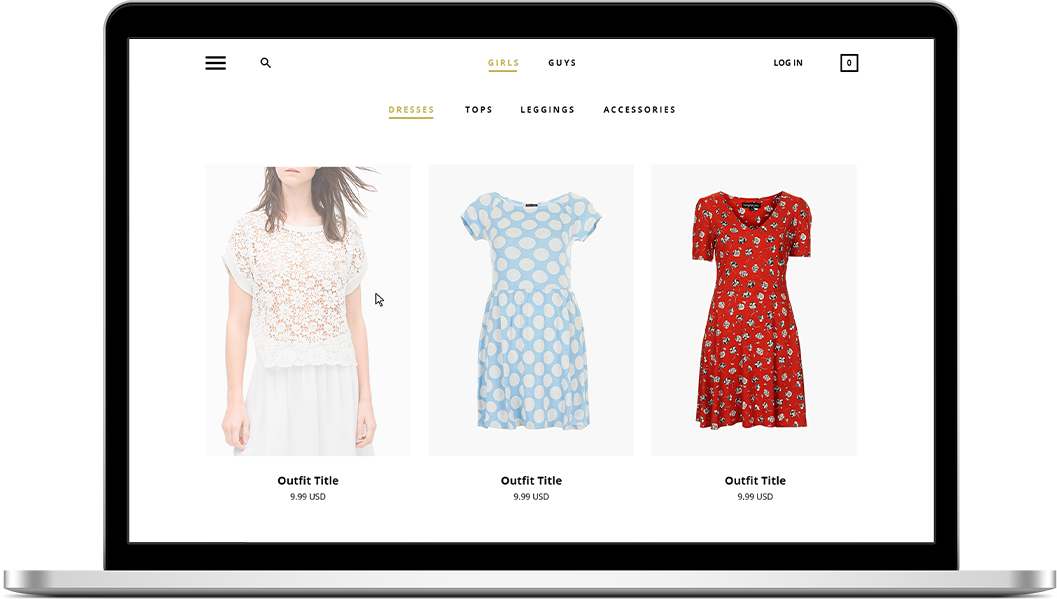 GIRLS GUYS LOG IN 0
DRESSES TOPS LEGGINGS ACCESSORIES
Outfit Title Outfit Title Outfit Title
9.99 USD 9.99 USD 9.99 USD